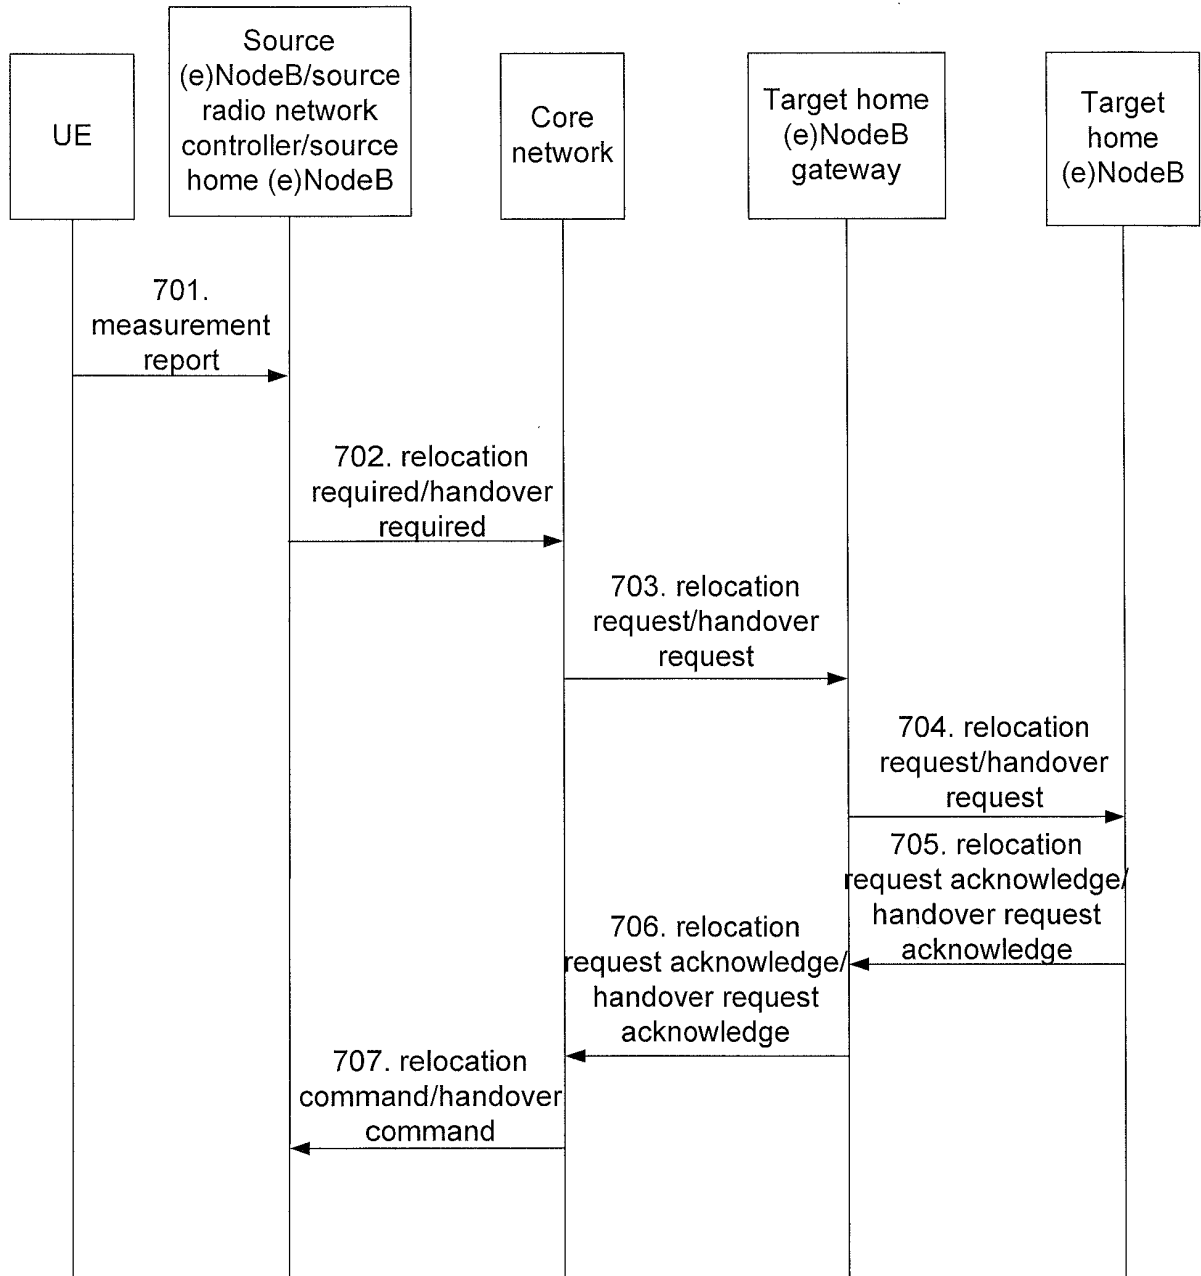 UE
Source
(e)NodeB/source
radio network
controller/source
home (e)NodeB
Core
network
Target home
(e)NodeB
gateway
Target
home
(e)NodeB
701.
measurement
report
702. relocation
required/handover
required
703. relocation
request/handover
request
704. relocation
request/handover
request
705. relocation
request acknowledge/
handover request
acknowledge
706. relocation
request acknowledge/
handover request
acknowledge
707. relocation
command/handover
command